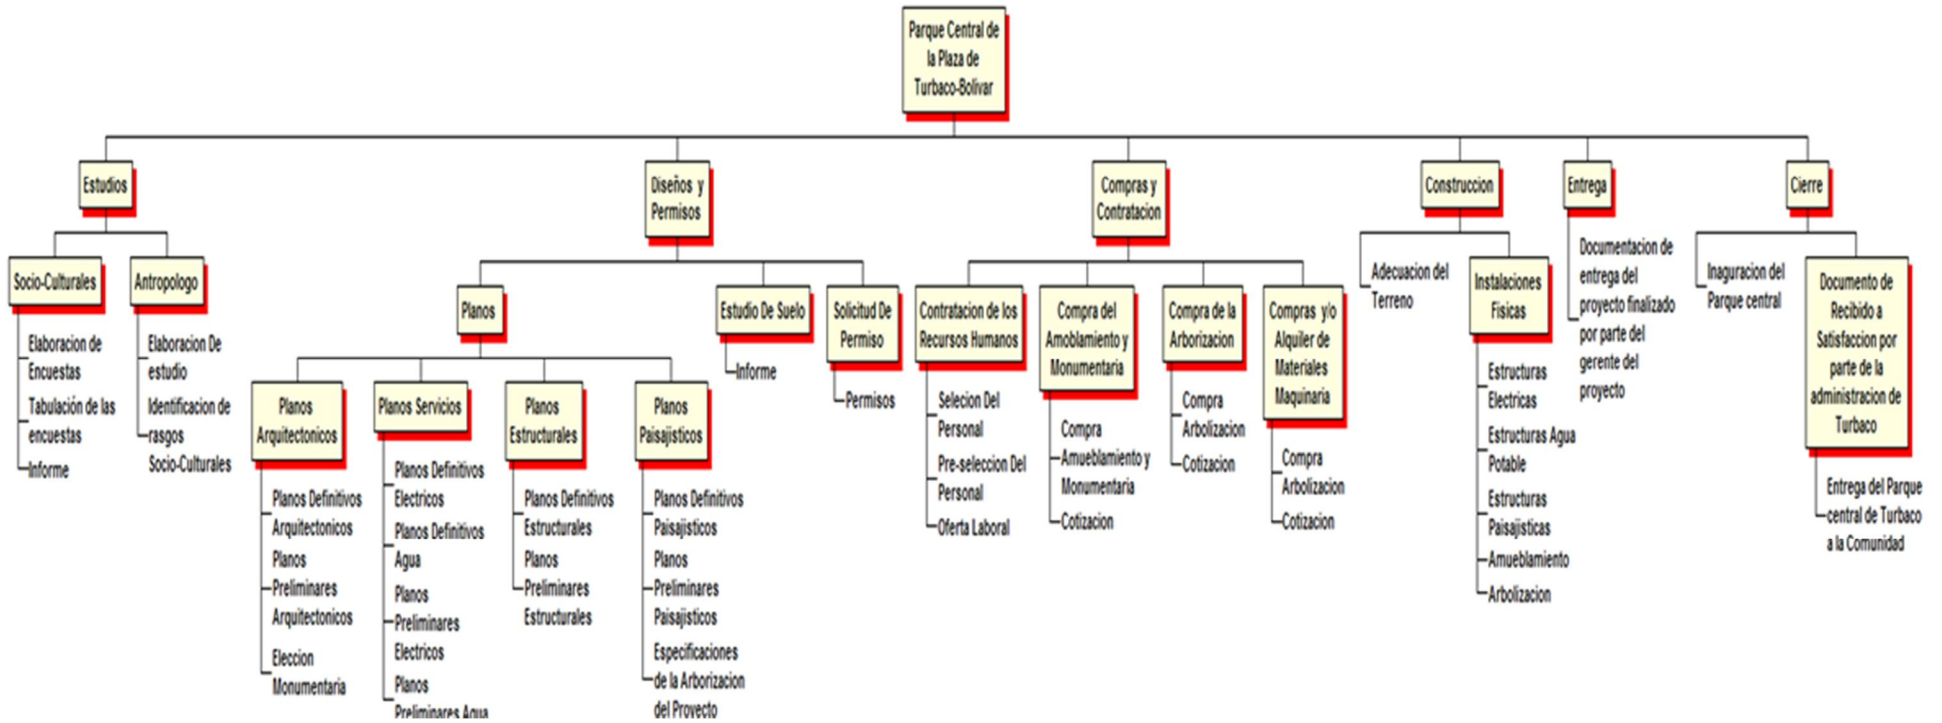 Parque Central de
la Plaza de
Turbaco-Bolivar
Estudios
Socio-Culturales
Elaboracion de
Encuestas
Tabulación de las
encuestas
Informe
Antropologo
Elaboracion De
estudio
Identificacion de
rasgos
Socio-Culturales
Diseños y
Permisos
Planos
Planos
Arquitectonicos
Planos Definitivos
Arquitectonicos
Planos
Preliminares
Arquitectonicos
Eleccion
Monumentaria
Planos Servicios
Planos Definitivos
Electricos
Planos Definitivos
Agua
Planos
Preliminares
Electricos
Planos
Preliminares Agua
Planos
Estructurales
Planos Definitivos
Estructurales
Planos
Preliminares
Estructurales
Planos
Paisajisticos
Planos Definitivos
Paisajisticos
Planos
Preliminares
Paisajisticos
Especificaciones
de la Arborizacion
del Proyecto
Estudio De Suelo
Informe
Solicitud De
Permiso
Permisos
Compras y
Contratacion
Contratacion de los
Recursos Humanos
Selecion Del
Personal
Pre-seleccion Del
Personal
Oferta Laboral
Compra del
Amoblamiento y
Monumentaria
Compra
Amueblamiento y
Monumentaria
Cotizacion
Compra de la
Arborizacion
Compra
Arbolizacion
Cotizacion
Compras y/o
Alquiler de
Materiales
Maquinaria
Compra
Arbolizacion
Cotizacion
Construccion
Adecuacion del
Terreno
Instalaciones
Fisicas
Estructuras
Electricas
Estructuras Agua
Potable
Estructuras
Paisajisticas
Amueblamiento
Arbolizacion
Entrega
Documentacion de
entrega del
proyecto finalizado
por parte del
gerente del
proyecto
Cierre
Inaguracion del
Parque central
Documento de
Recibido a
Satisfaccion por
parte de la
administracion de
Turbaco
Entrega del Parque
central de Turbaco
a la Comunidad